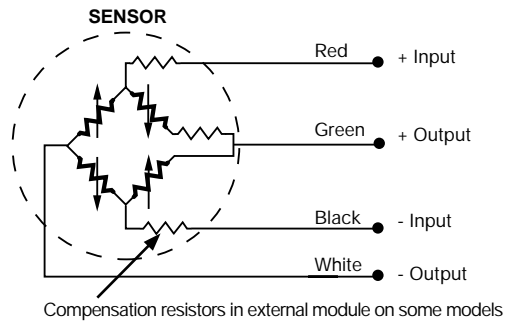 SENSOR
Red + Input
Green + Output
Black - Input
White - Output
Compensation resistors in external module on some models